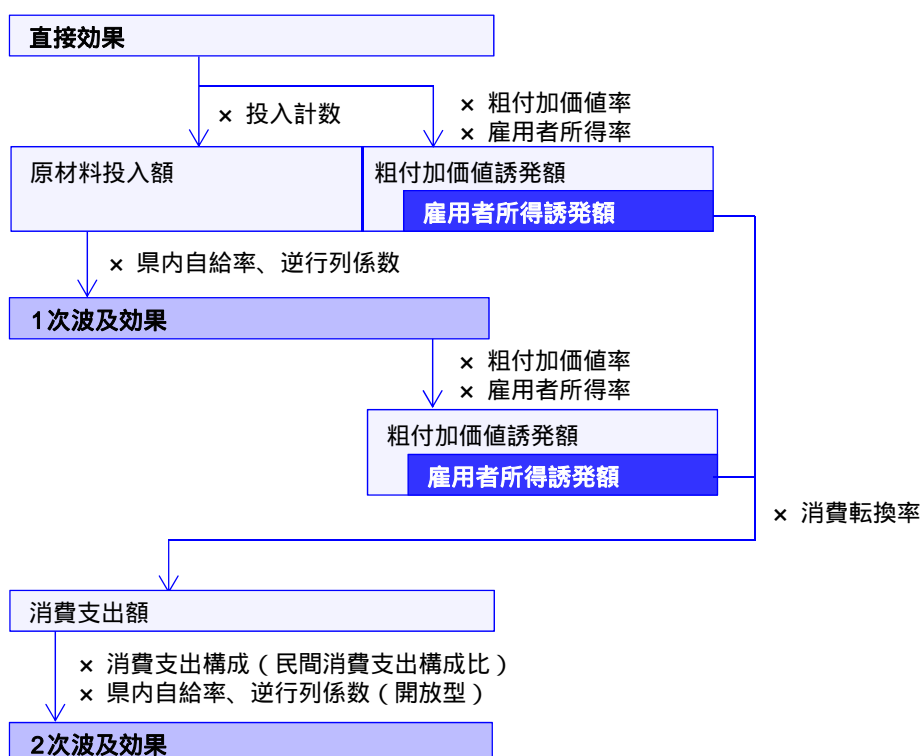 直接効果
× 投入計数
× 粗付加価値率
× 雇用者所得率
原材料投入額
粗付加価値誘発額
雇用者所得誘発額
× 県内自給率、逆行列係数
1次波及効果
× 粗付加価値率
× 雇用者所得率
粗付加価値誘発額
雇用者所得誘発額
× 消費転換率
消費支出額
× 消費支出構成（民間消費支出構成比）
× 県内自給率、逆行列係数（開放型）
2次波及効果